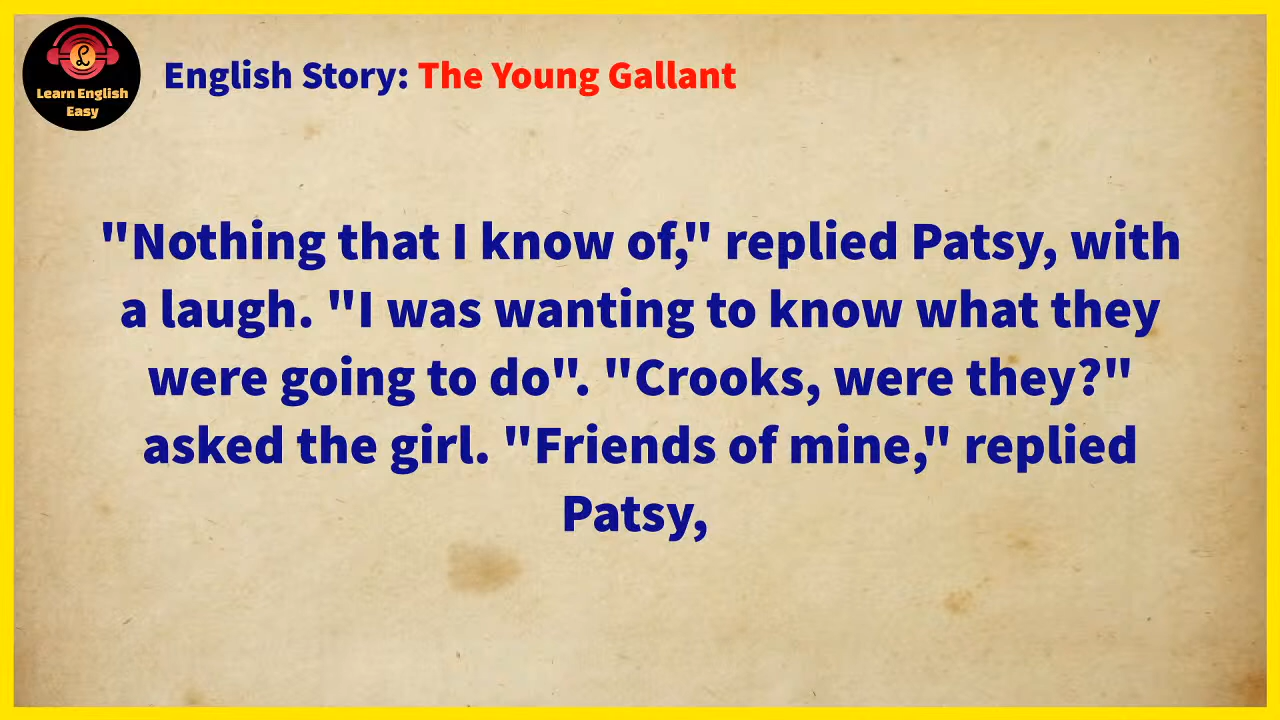 Learn English
Easy
English Story: The Young Gallant
"Nothing that I know of," replied Patsy, with
a laugh. "I was wanting to know what they
were going to do". "Crooks, were they?"
asked the girl. "Friends of mine," replied
Patsy,